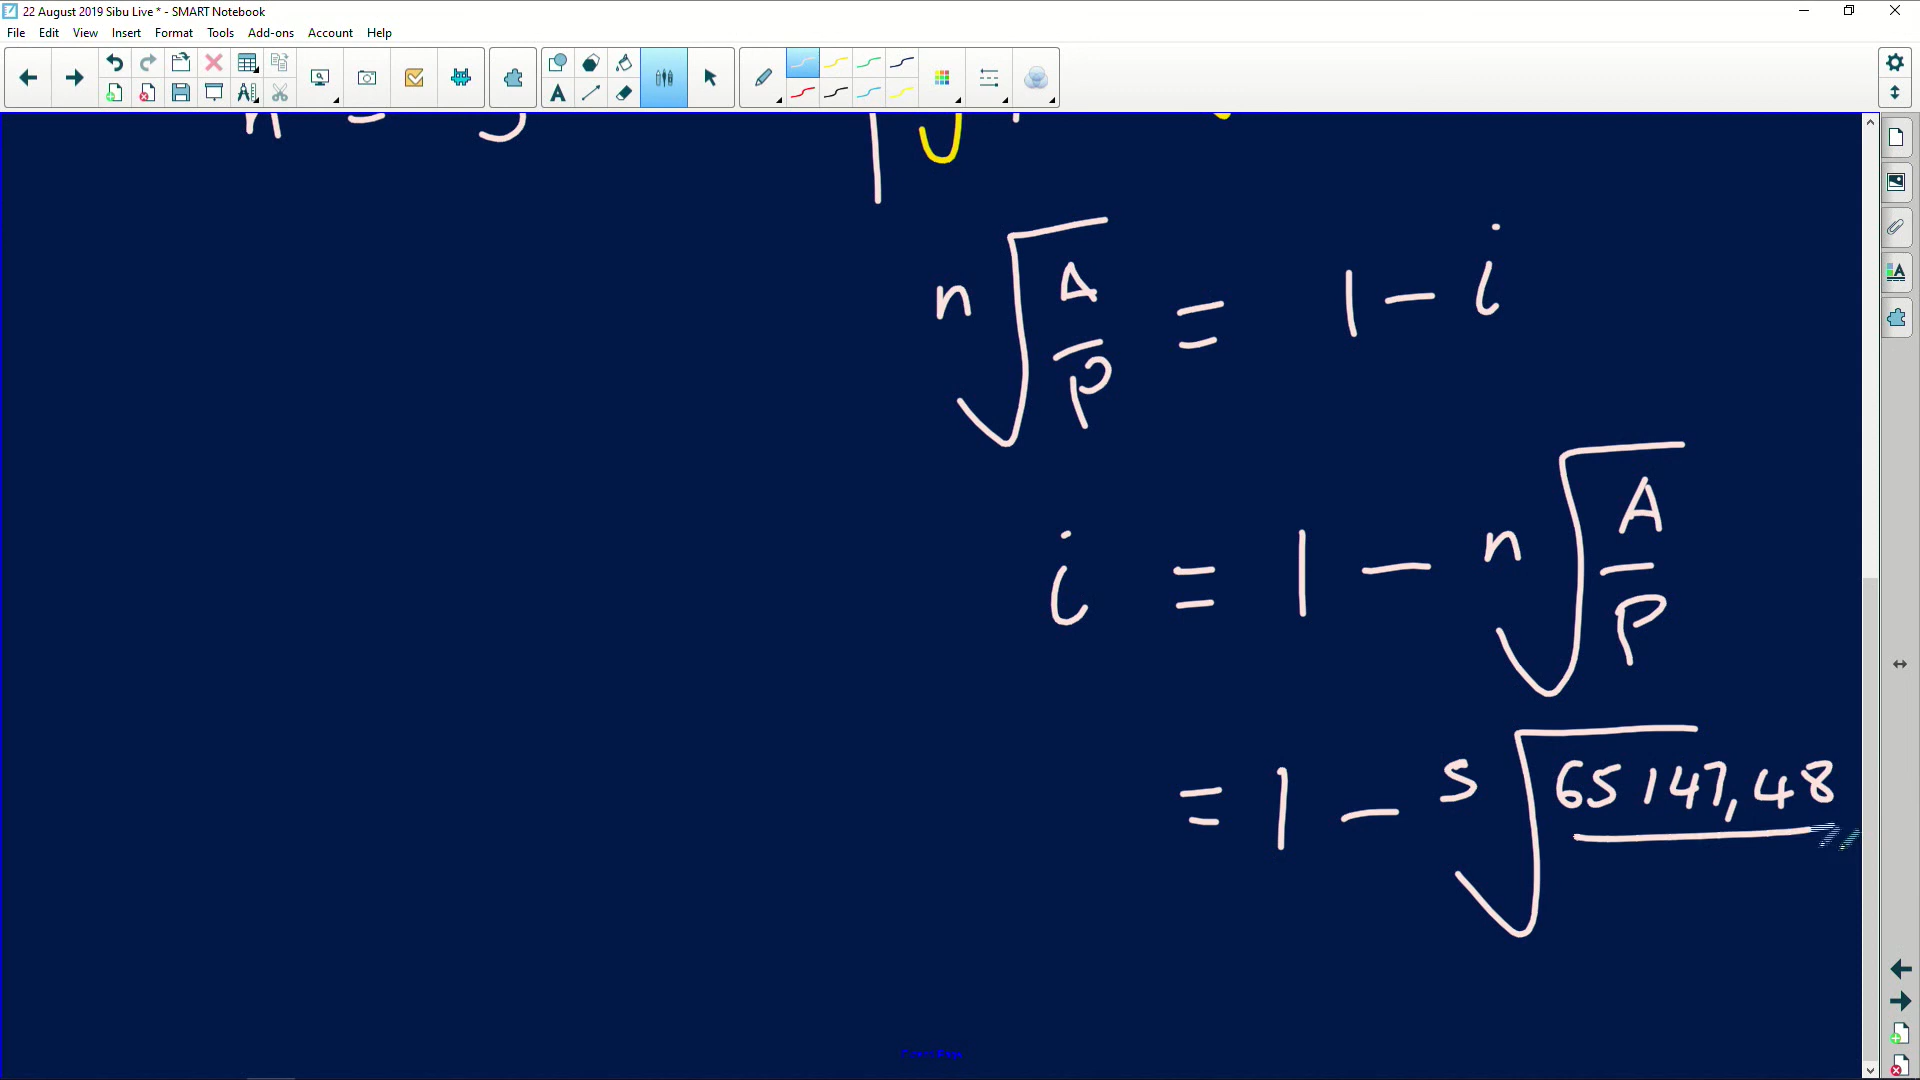 22 August 2019 Sibu Live * - SMART Notebook
File Edit View Insert Format Tools Add-ons Account Help
n =
n√A/P = 1 - i
i = 1 - n√A/P
= 1 - 5√65 147,48